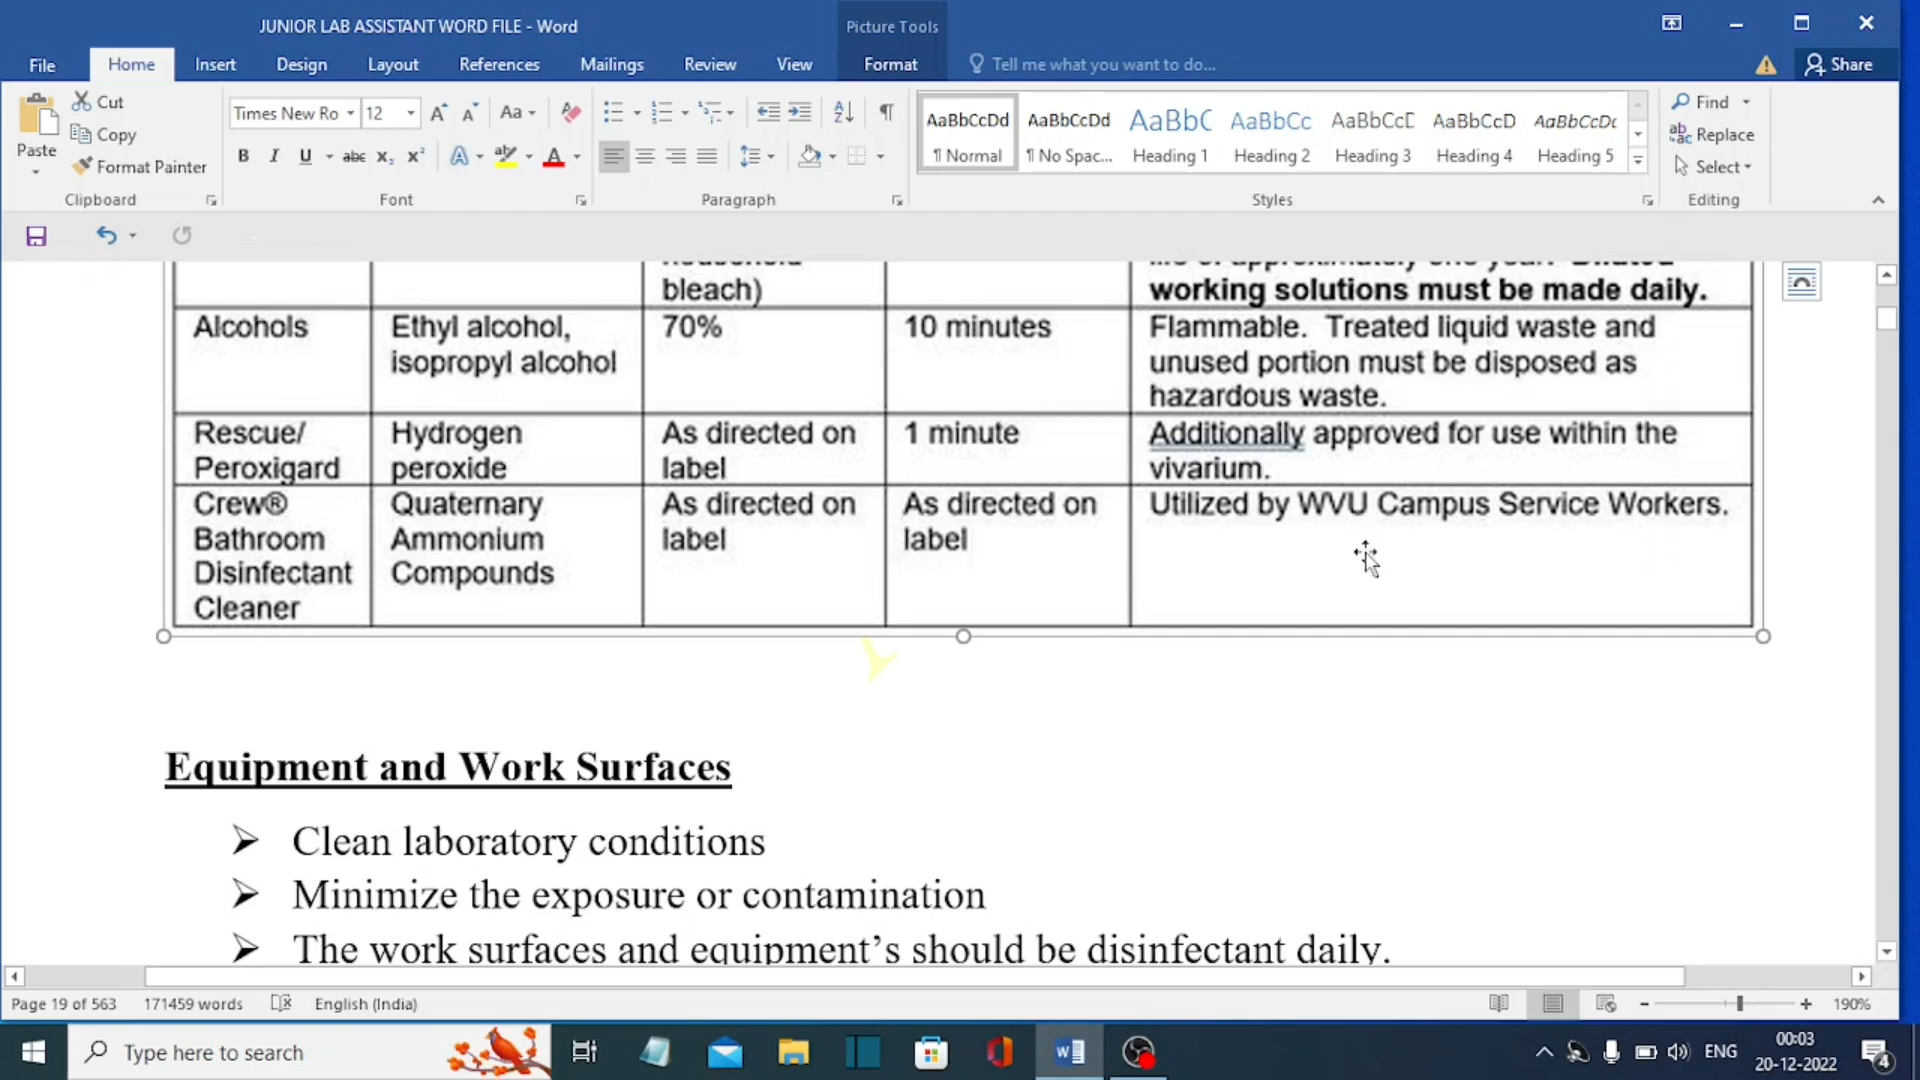 JUNIOR LAB ASSISTANT WORD FILE - Word
Picture Tools
File
Home
Insert
Design
Layout
References
Mailings
Review
View
Format
Tell me what you want to do...
Share
Paste
Cut
Copy
Format Painter
Clipboard
Times New Ro
12
Aa
B I U abc x₂ x²
A
Font
Paragraph
AaBbCcDd
¶ Normal
AaBbCcDd
¶ No Spac...
AaBbC
Heading 1
AaBbCc
Heading 2
AaBbCcD
Heading 3
AaBbCcD
Heading 4
AaBbCcDc
Heading 5
Styles
Find
Replace
Select
Editing
bleach)
working solutions must be made daily.
Alcohols
Ethyl alcohol,
isopropyl alcohol
70%
10 minutes
Flammable. Treated liquid waste and
unused portion must be disposed as
hazardous waste.
Rescue/
Peroxigard
Hydrogen
peroxide
As directed on
label
1 minute
Additionally approved for use within the
vivarium.
Crew®
Bathroom
Disinfectant
Cleaner
Quaternary
Ammonium
Compounds
As directed on
label
As directed on
label
Utilized by WVU Campus Service Workers.
Equipment and Work Surfaces
➢ Clean laboratory conditions
➢ Minimize the exposure or contamination
➢ The work surfaces and equipment’s should be disinfectant daily.
Page 19 of 563
171459 words
English (India)
190%
Type here to search
ENG
00:03
20-12-2022
4